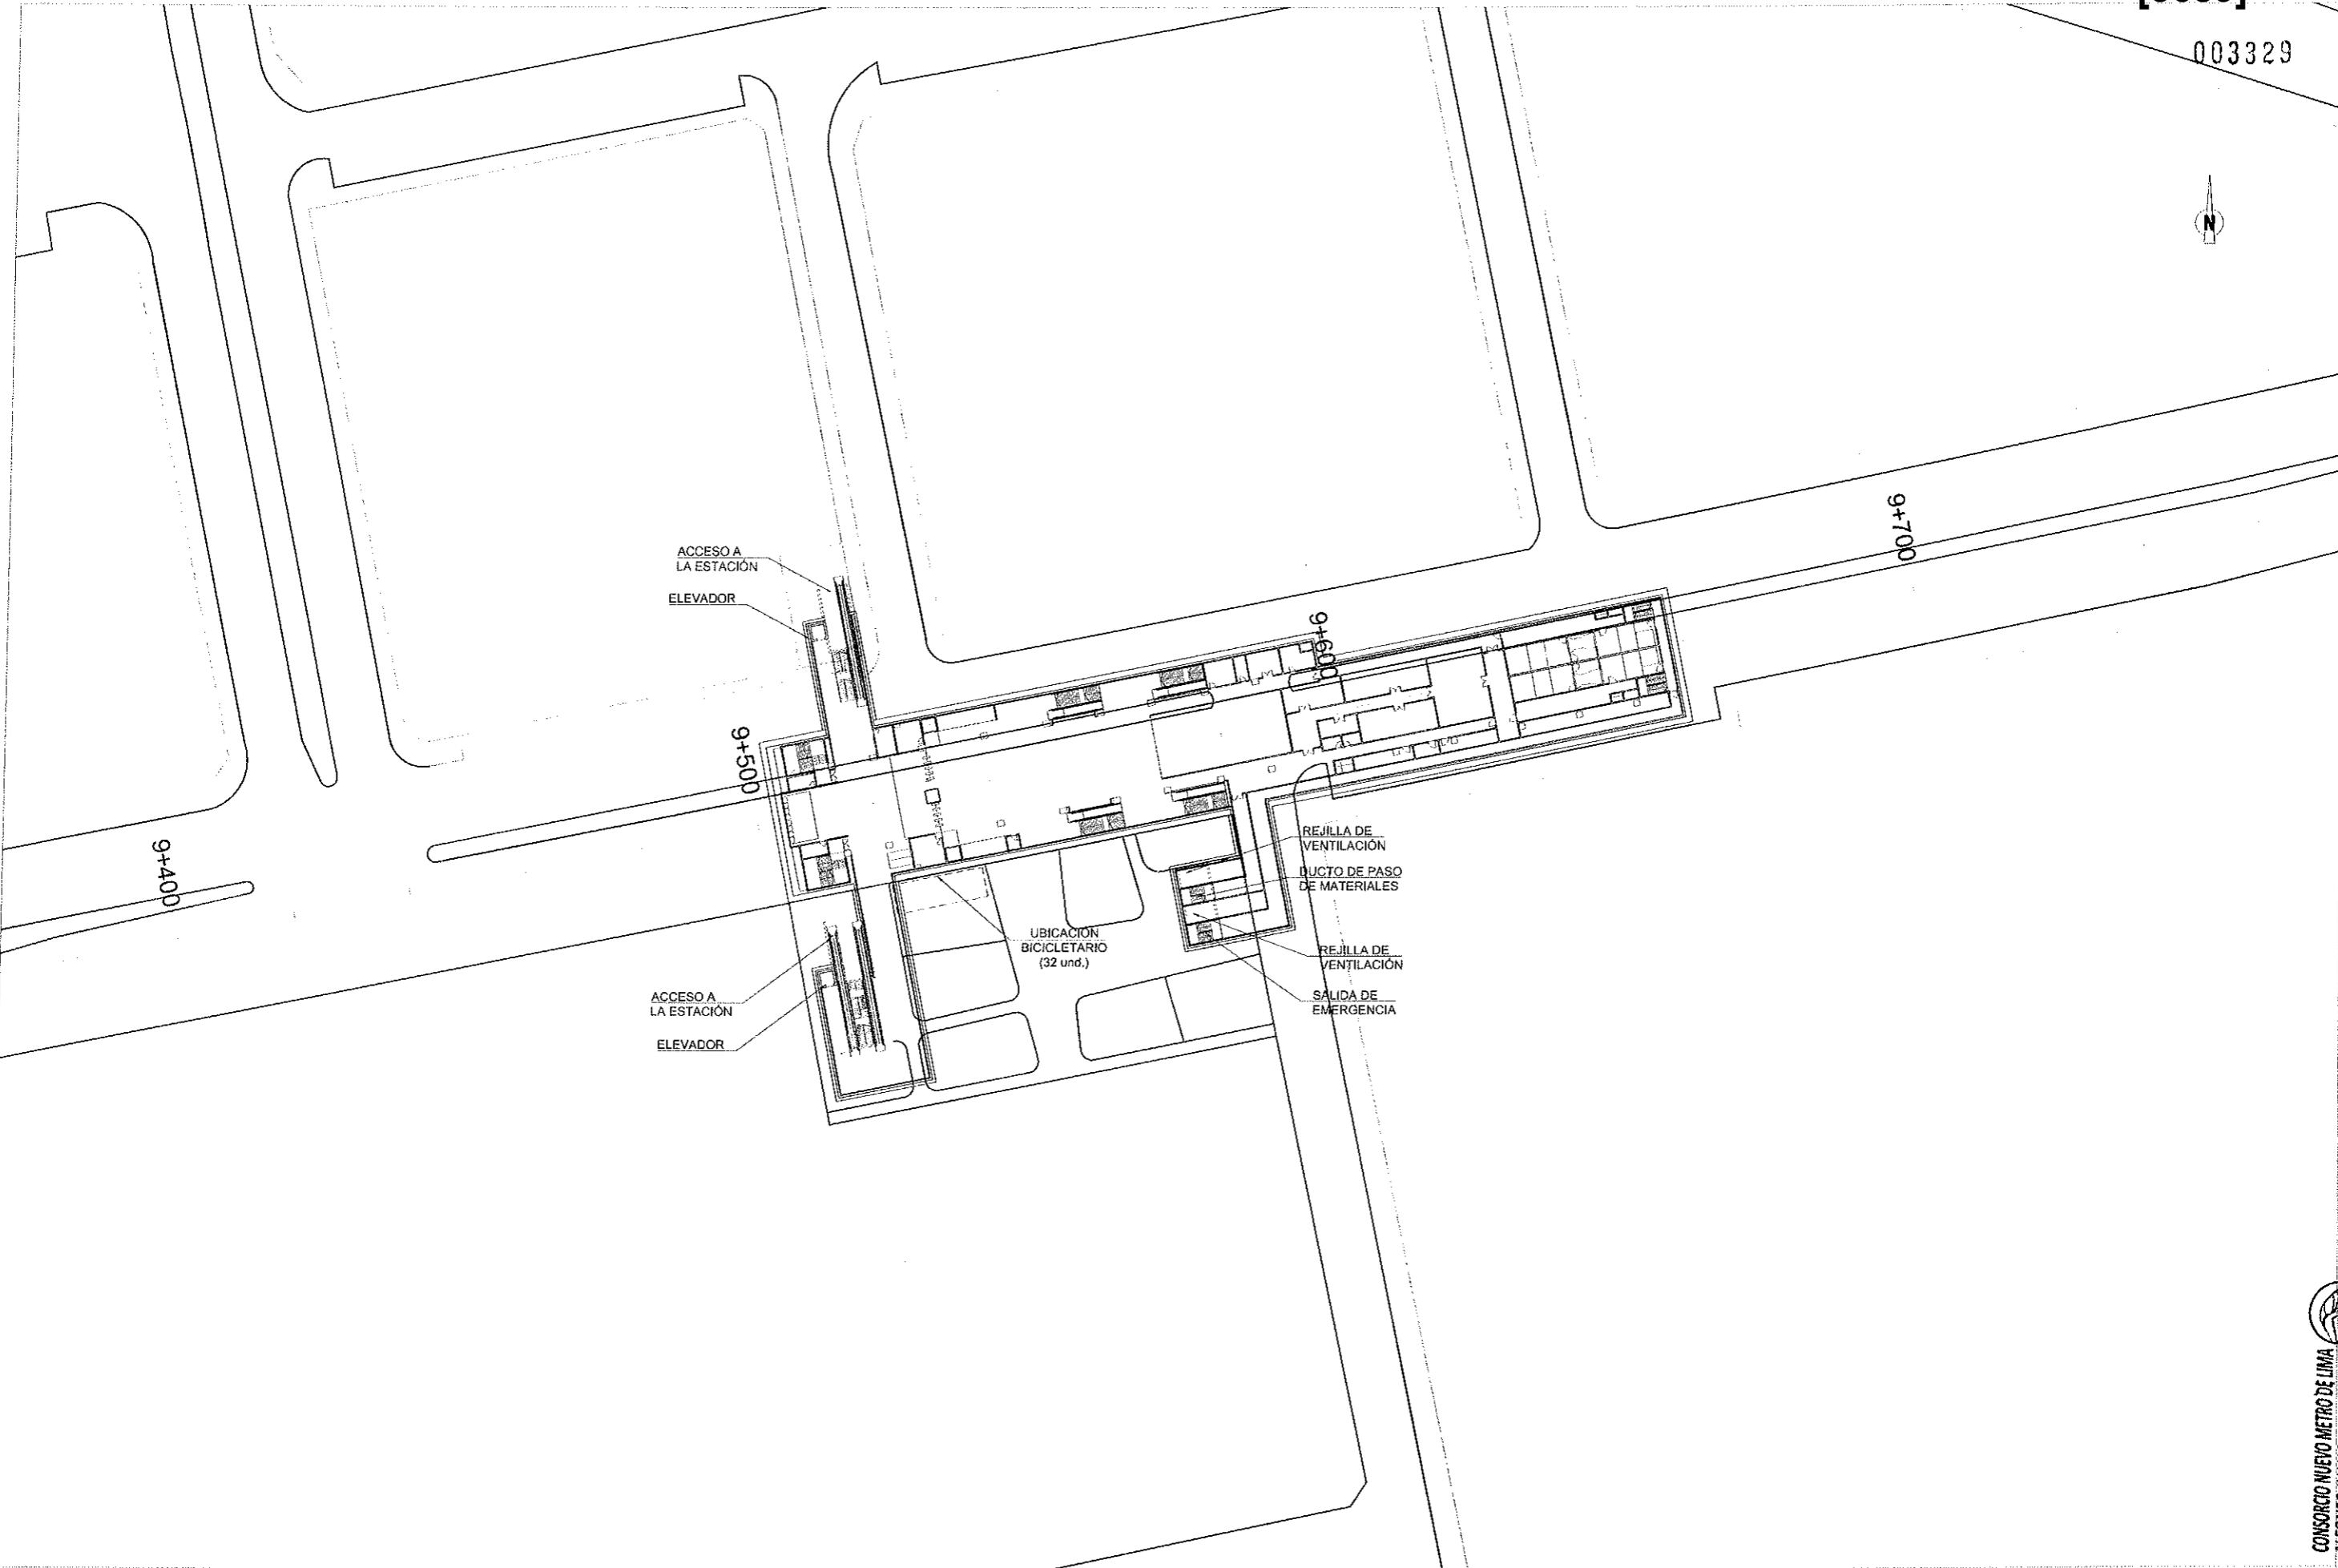 003329
N
9+700
ACCESO A
LA ESTACIÓN
ELEVADOR
9+600
9+500
9+400
REJILLA DE
VENTILACIÓN
DUCTO DE PASO
DE MATERIALES
UBICACIÓN
BICICLETARIO
(32 und.)
REJILLA DE
VENTILACIÓN
ACCESO A
LA ESTACIÓN
SALIDA DE
EMERGENCIA
ELEVADOR
CONSORCIO NUEVO METRO DE LIMA